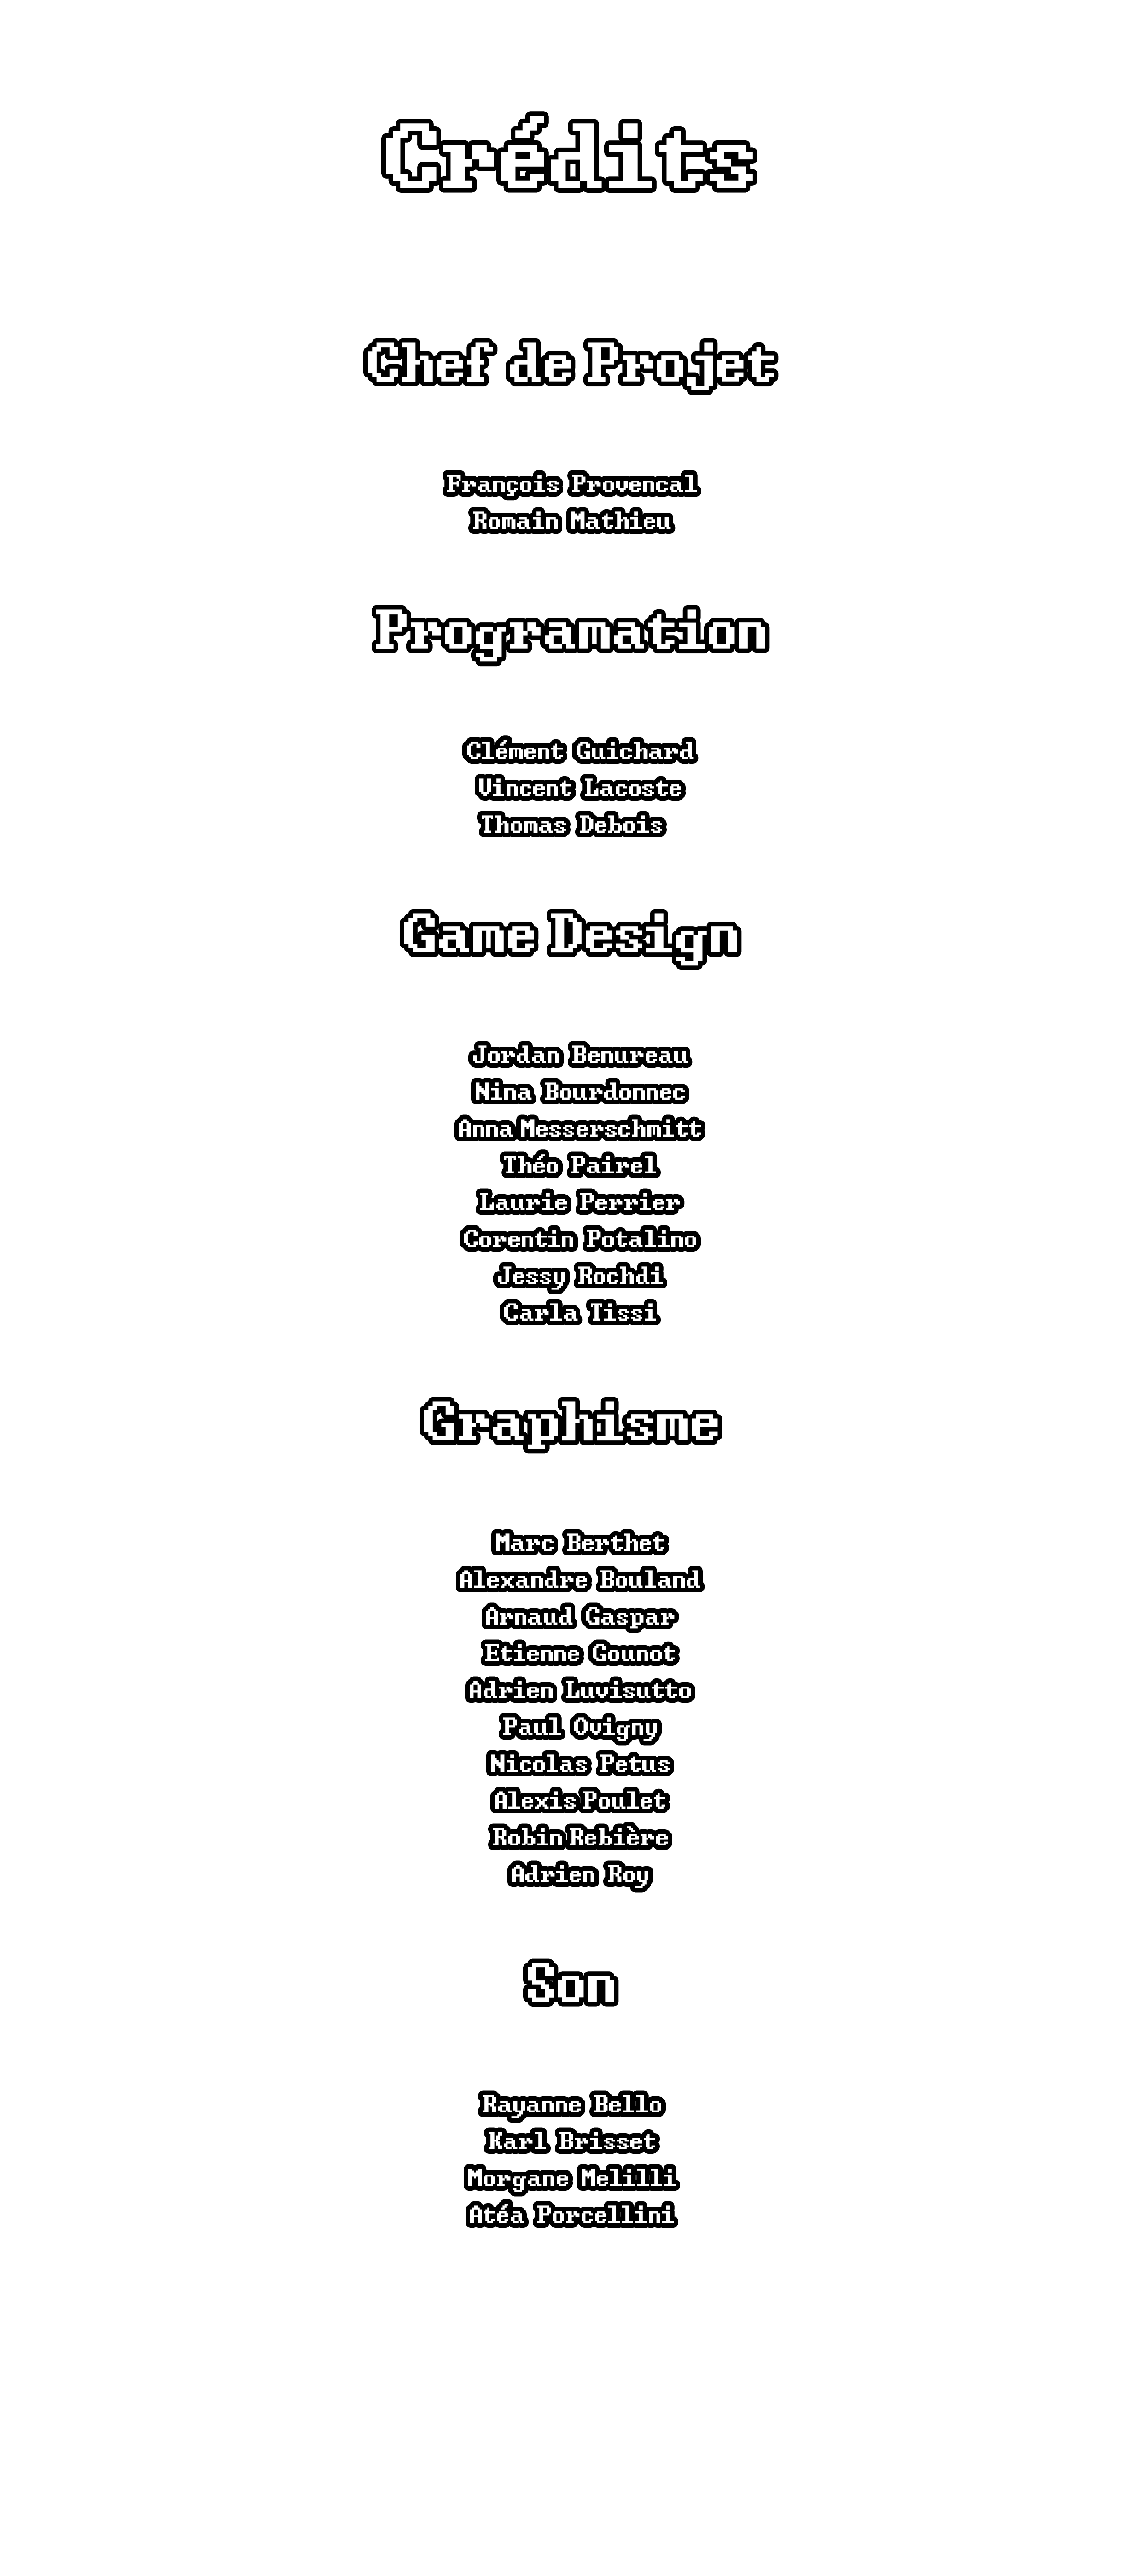 Crédits
Chef de Projet
François Provencal
Romain Mathieu
Programation
Clément Guichard
Vincent Lacoste
Thomas Debois
Game Design
Jordan Benureau
Nina Bourdonnec
Anna Messerschmitt
Théo Pairel
Laurie Perrier
Corentin Potalino
Jessy Rochdi
Carla Tissi
Graphisme
Marc Berthet
Alexandre Bouland
Arnaud Gaspar
Etienne Gounot
Adrien Luvisutto
Paul Ovigny
Nicolas Petus
Alexis Poulet
Robin Rebière
Adrien Roy
Son
Rayanne Bello
Karl Brisset
Morgane Melilli
Atéa Porcellini